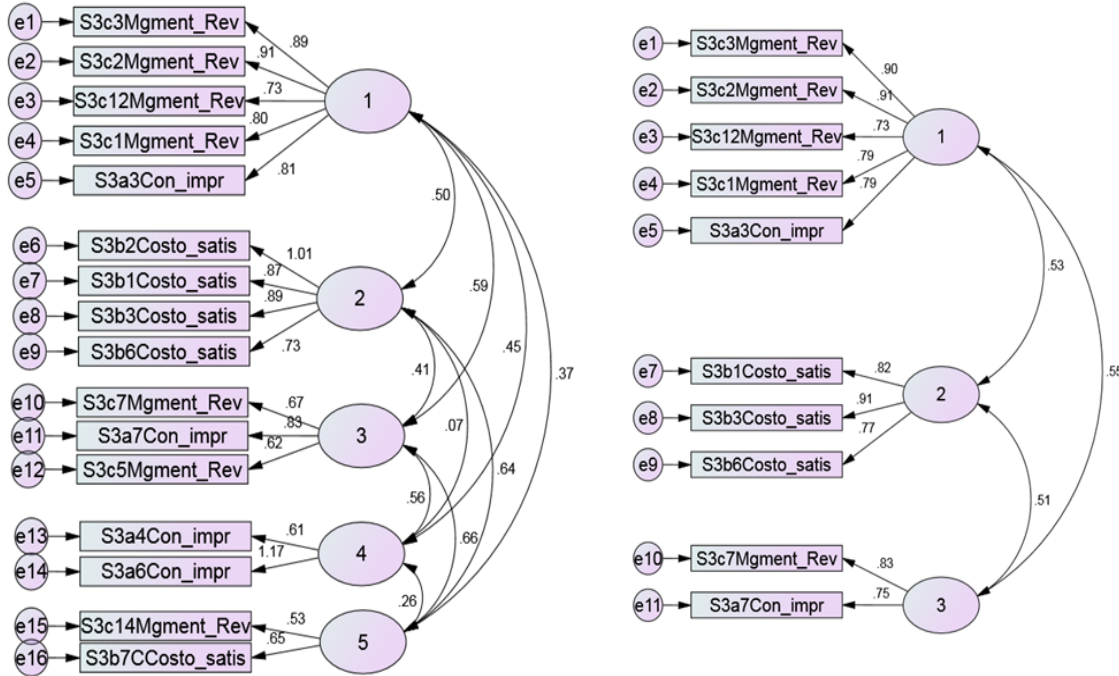 e1 S3c3Mgment_Rev .89
e2 S3c2Mgment_Rev .91
e3 S3c12Mgment_Rev .73 1
e4 S3c1Mgment_Rev .80
e5 S3a3Con_impr .81
.50
e6 S3b2Costo_satis 1.01
e7 S3b1Costo_satis .87
.59
e8 S3b3Costo_satis .89 2
e9 S3b6Costo_satis .73
.45
.41 .37
e10 S3c7Mgment_Rev .67
e11 S3a7Con_impr .83 3
.07
e12 S3c5Mgment_Rev .62
.64
.56
e13 S3a4Con_impr .61
.66
e14 S3a6Con_impr 1.17 4
.26
e15 S3c14Mgment_Rev .53
e16 S3b7CCosto_satis .65 5
e1 S3c3Mgment_Rev .90
e2 S3c2Mgment_Rev .91
e3 S3c12Mgment_Rev .73 1
e4 S3c1Mgment_Rev .79
e5 S3a3Con_impr .79
.53
e7 S3b1Costo_satis .82
.55
e8 S3b3Costo_satis .91 2
e9 S3b6Costo_satis .77
.51
e10 S3c7Mgment_Rev .83
e11 S3a7Con_impr .75 3